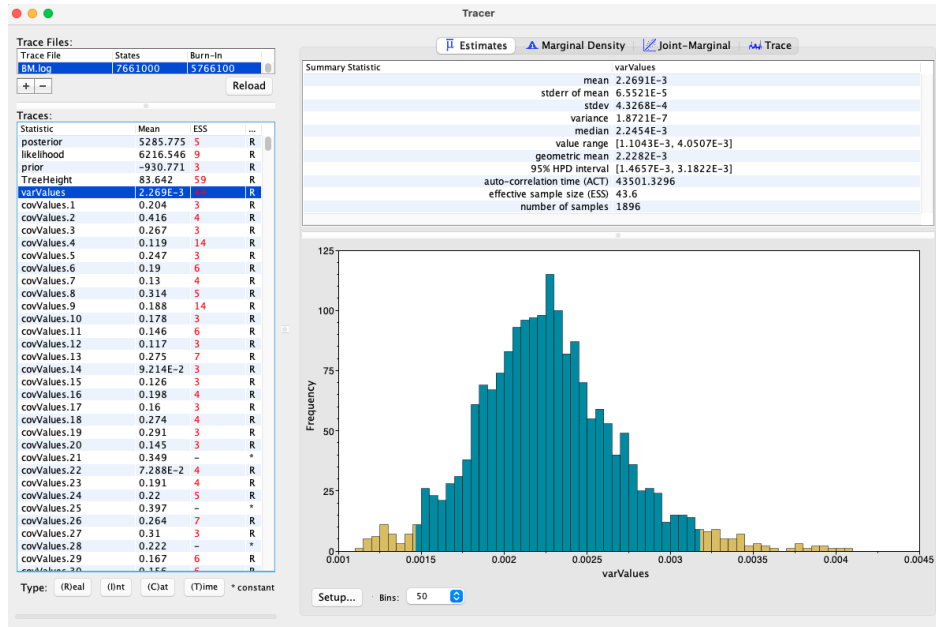 Tracer
Trace Files:
Trace File States Burn-In
BM.log 7661000 5766100
+ − Reload
Traces:
Statistic Mean ESS ...
posterior 5285.775 5 R
likelihood 6216.546 9 R
prior -930.771 3 R
TreeHeight 83.642 59 R
varValues 2.269E-3 R
covValues.1 0.204 3 R
covValues.2 0.416 4 R
covValues.3 0.267 3 R
covValues.4 0.119 14 R
covValues.5 0.247 3 R
covValues.6 0.19 6 R
covValues.7 0.13 4 R
covValues.8 0.314 5 R
covValues.9 0.188 14 R
covValues.10 0.178 3 R
covValues.11 0.146 6 R
covValues.12 0.117 3 R
covValues.13 0.275 7 R
covValues.14 9.214E-2 3 R
covValues.15 0.126 3 R
covValues.16 0.198 4 R
covValues.17 0.16 3 R
covValues.18 0.274 4 R
covValues.19 0.291 3 R
covValues.20 0.145 3 R
covValues.21 0.349 - *
covValues.22 7.288E-2 4 R
covValues.23 0.191 4 R
covValues.24 0.22 5 R
covValues.25 0.397 - *
covValues.26 0.264 7 R
covValues.27 0.31 3 R
covValues.28 0.222 - *
covValues.29 0.167 6 R
covValues.30 0.156 6 R
Type: (R)eal (I)nt (C)at (T)ime * constant
Estimates Marginal Density Joint-Marginal Trace
Summary Statistic varValues
mean 2.2691E-3
stderr of mean 6.5521E-5
stdev 4.3268E-4
variance 1.8721E-7
median 2.2454E-3
value range [1.1043E-3, 4.0507E-3]
geometric mean 2.2282E-3
95% HPD interval [1.4657E-3, 3.1822E-3]
auto-correlation time (ACT) 43501.3296
effective sample size (ESS) 43.6
number of samples 1896
125
100
75
50
25
0
Frequency
0.001 0.0015 0.002 0.0025 0.003 0.0035 0.004 0.0045
varValues
Setup... Bins: 50